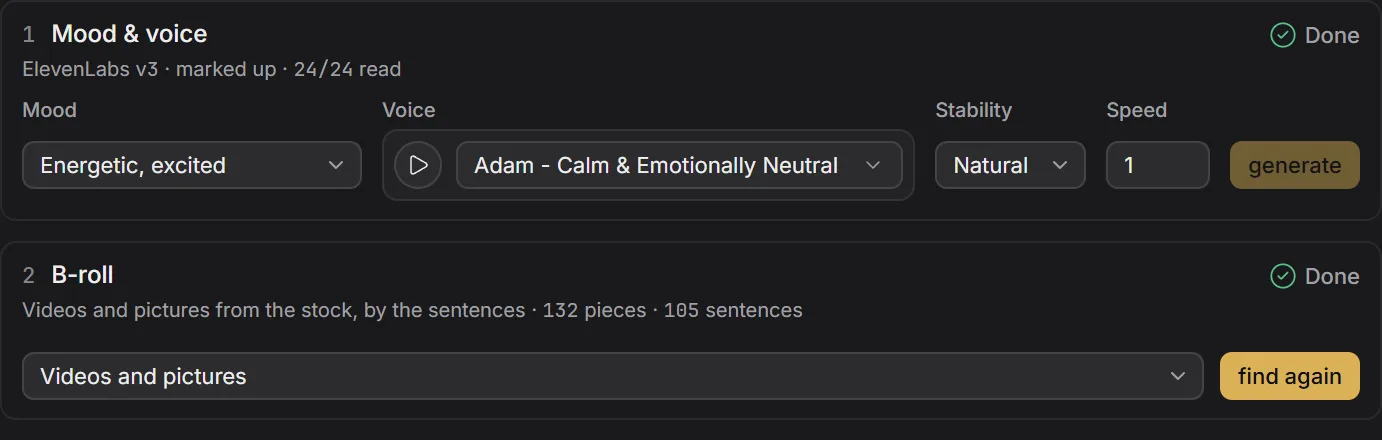 1 Mood & voice
Done
ElevenLabs v3 · marked up · 24/24 read
Mood
Voice
Stability
Speed
Energetic, excited
Adam - Calm & Emotionally Neutral
Natural
1
generate
2 B-roll
Done
Videos and pictures from the stock, by the sentences · 132 pieces · 105 sentences
Videos and pictures
find again